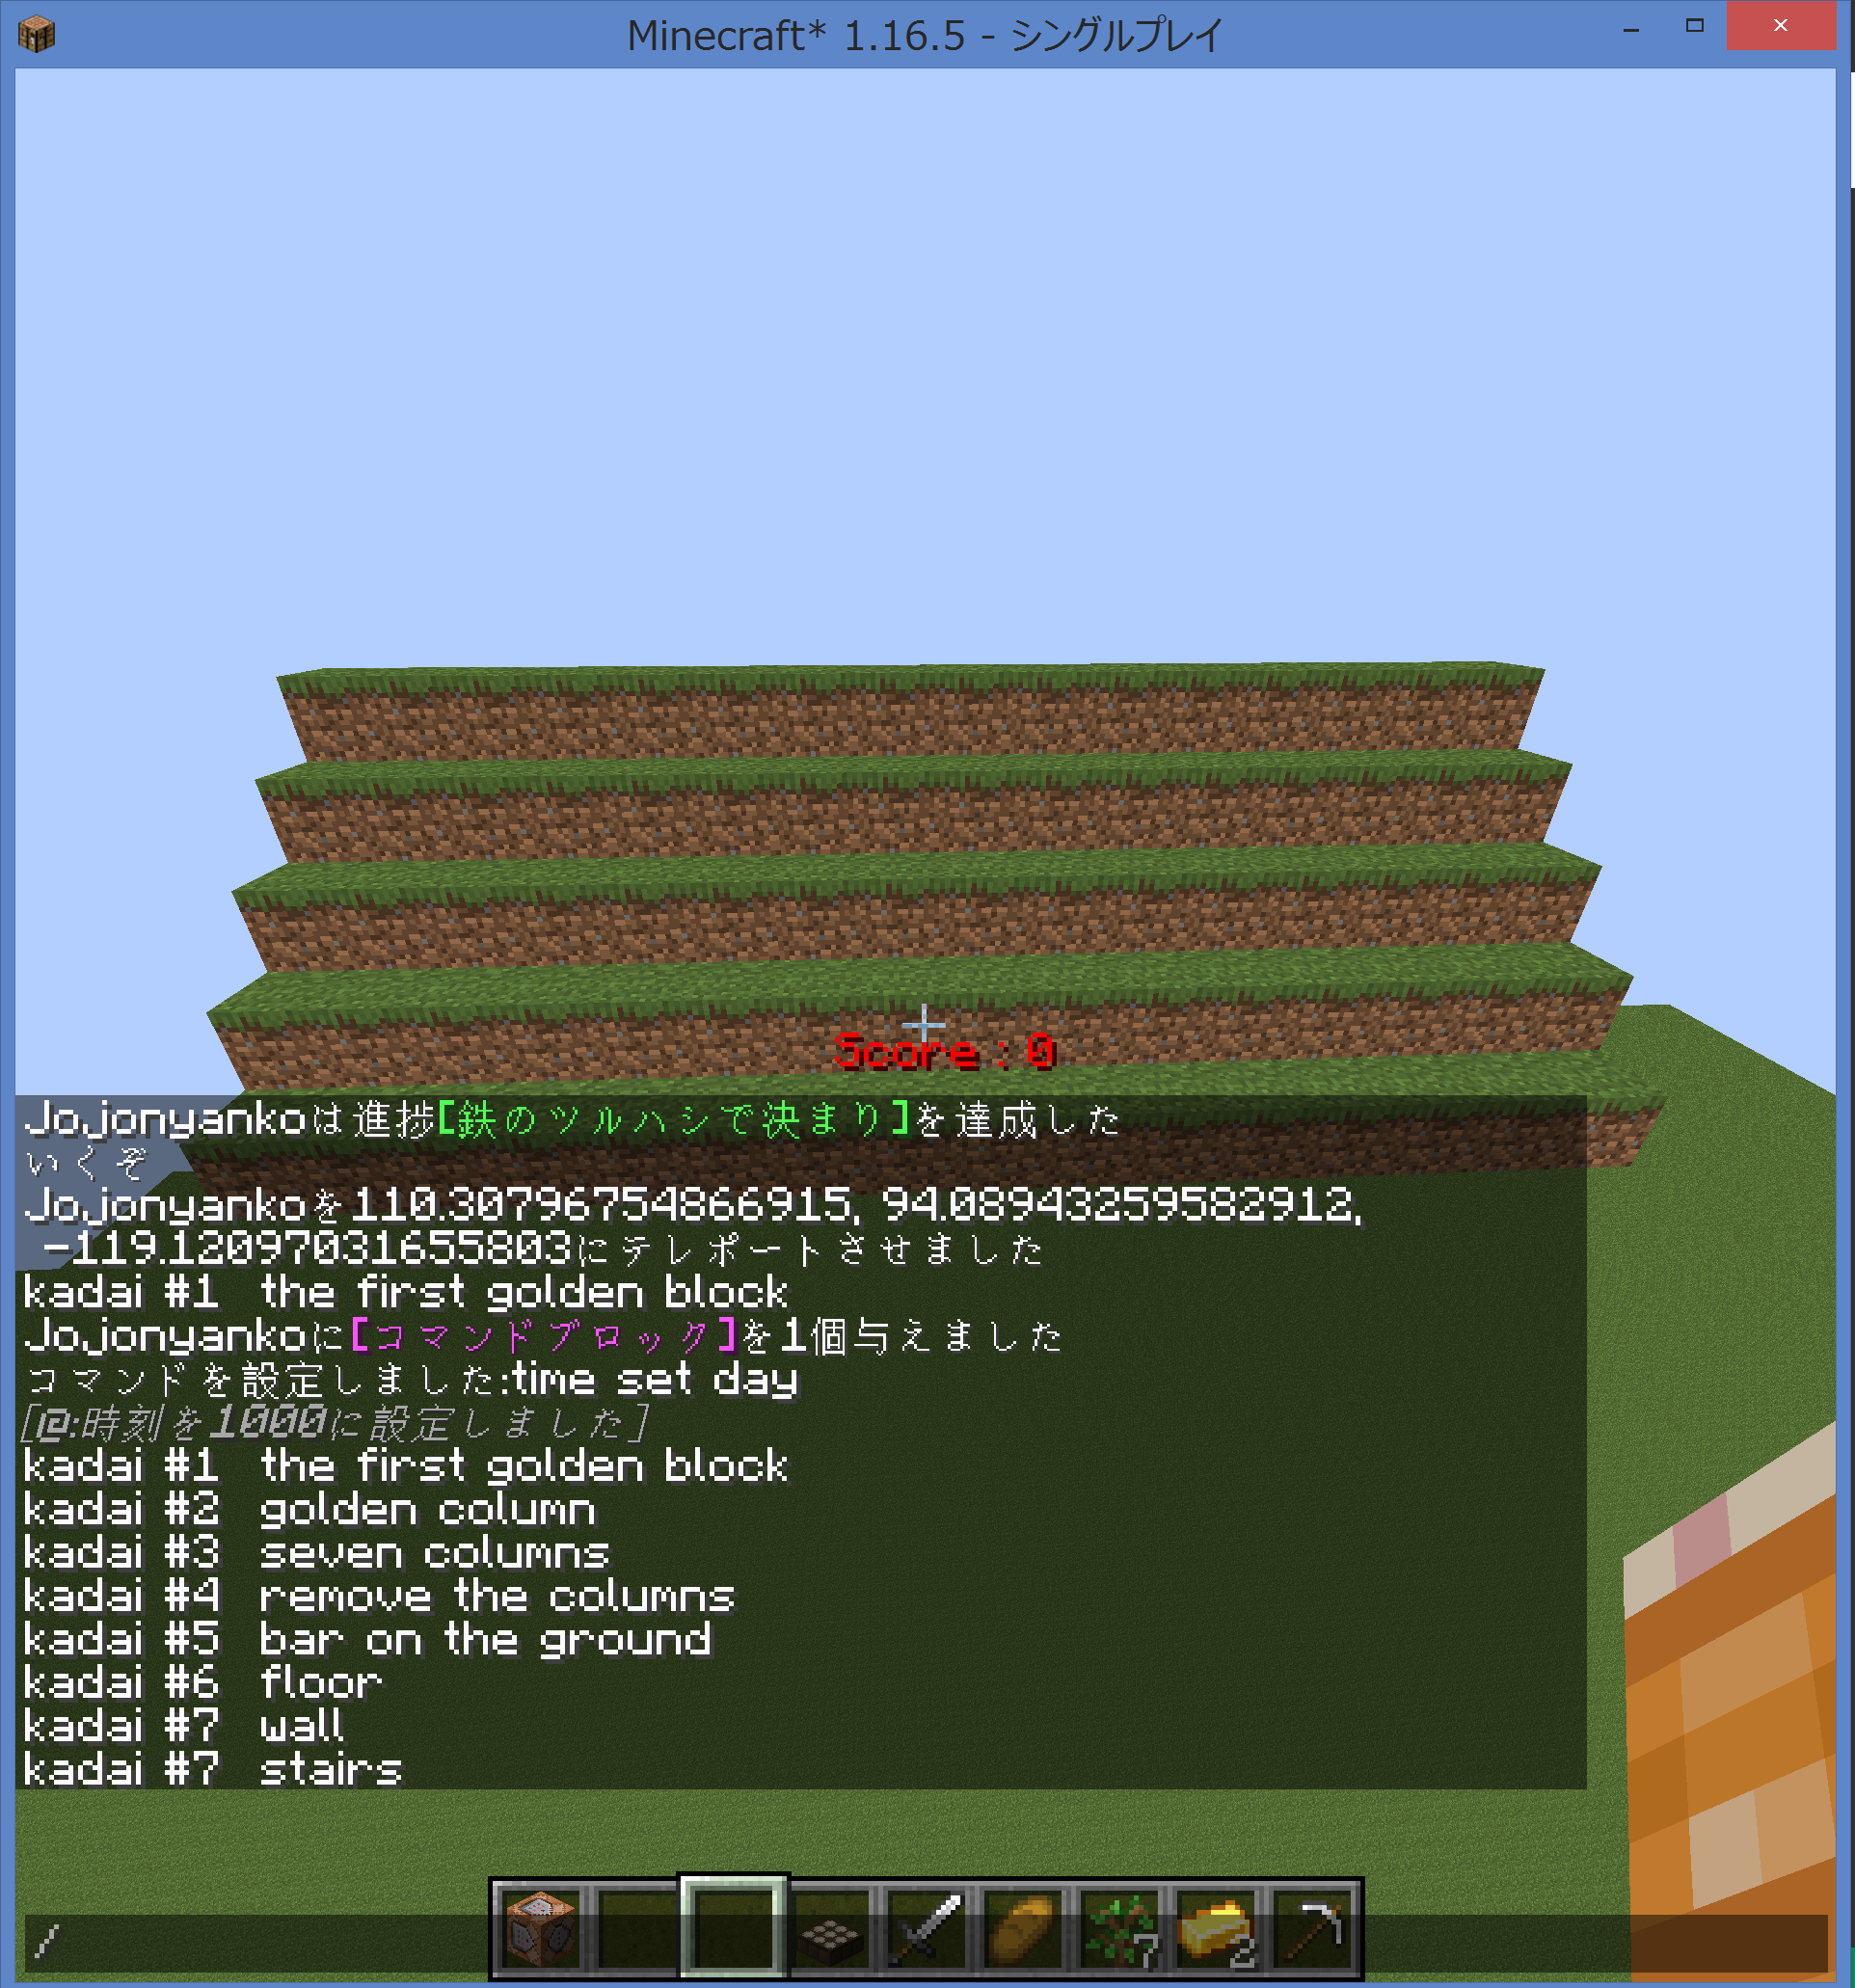 Minecraft* 1.16.5 - シングルプレイ
Score : 0
Jojonyankoは進捗[鉄のツルハシで決まり]を達成した
いくぞ
Jojonyankoを110.30796754866915, 94.08943259582912,
-119.12097031655803にテレポートさせました
kadai #1 the first golden block
Jojonyankoに[コマンドブロック]を1個与えました
コマンドを設定しました:time set day
[@:時刻を1000に設定しました]
kadai #1 the first golden block
kadai #2 golden column
kadai #3 seven columns
kadai #4 remove the columns
kadai #5 bar on the ground
kadai #6 floor
kadai #7 wall
kadai #7 stairs
7 2
/